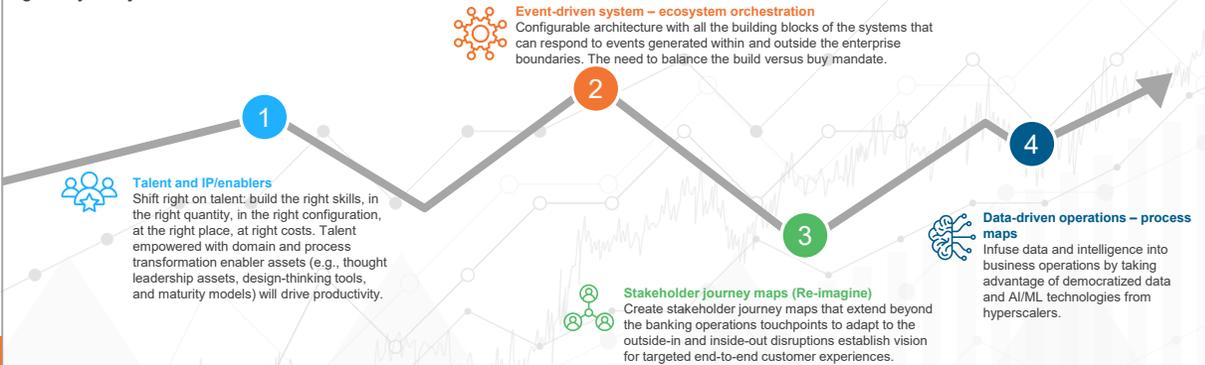 Event-driven system – ecosystem orchestration
Configurable architecture with all the building blocks of the systems that
can respond to events generated within and outside the enterprise
boundaries. The need to balance the build versus buy mandate.
1
2
3
4
Talent and IP/enablers
Shift right on talent: build the right skills, in
the right quantity, in the right configuration,
at the right place, at right costs. Talent
empowered with domain and process
transformation enabler assets (e.g., thought
leadership assets, design-thinking tools,
and maturity models) will drive productivity.
Stakeholder journey maps (Re-imagine)
Create stakeholder journey maps that extend beyond
the banking operations touchpoints to adapt to the
outside-in and inside-out disruptions establish vision
for targeted end-to-end customer experiences.
Data-driven operations – process
maps
Infuse data and intelligence into
business operations by taking
advantage of democratized data
and AI/ML technologies from
hyperscalers.